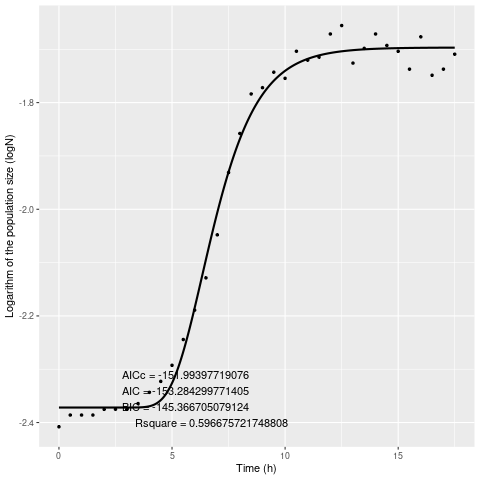 Logarithm of the population size (logN)
-1.8
-2.0
-2.2
-2.4
AICc = -151.99397719076
AIC = -153.284299771405
BIC = -145.366705079124
Rsquare = 0.596675721748808
0 5 10 15
Time (h)